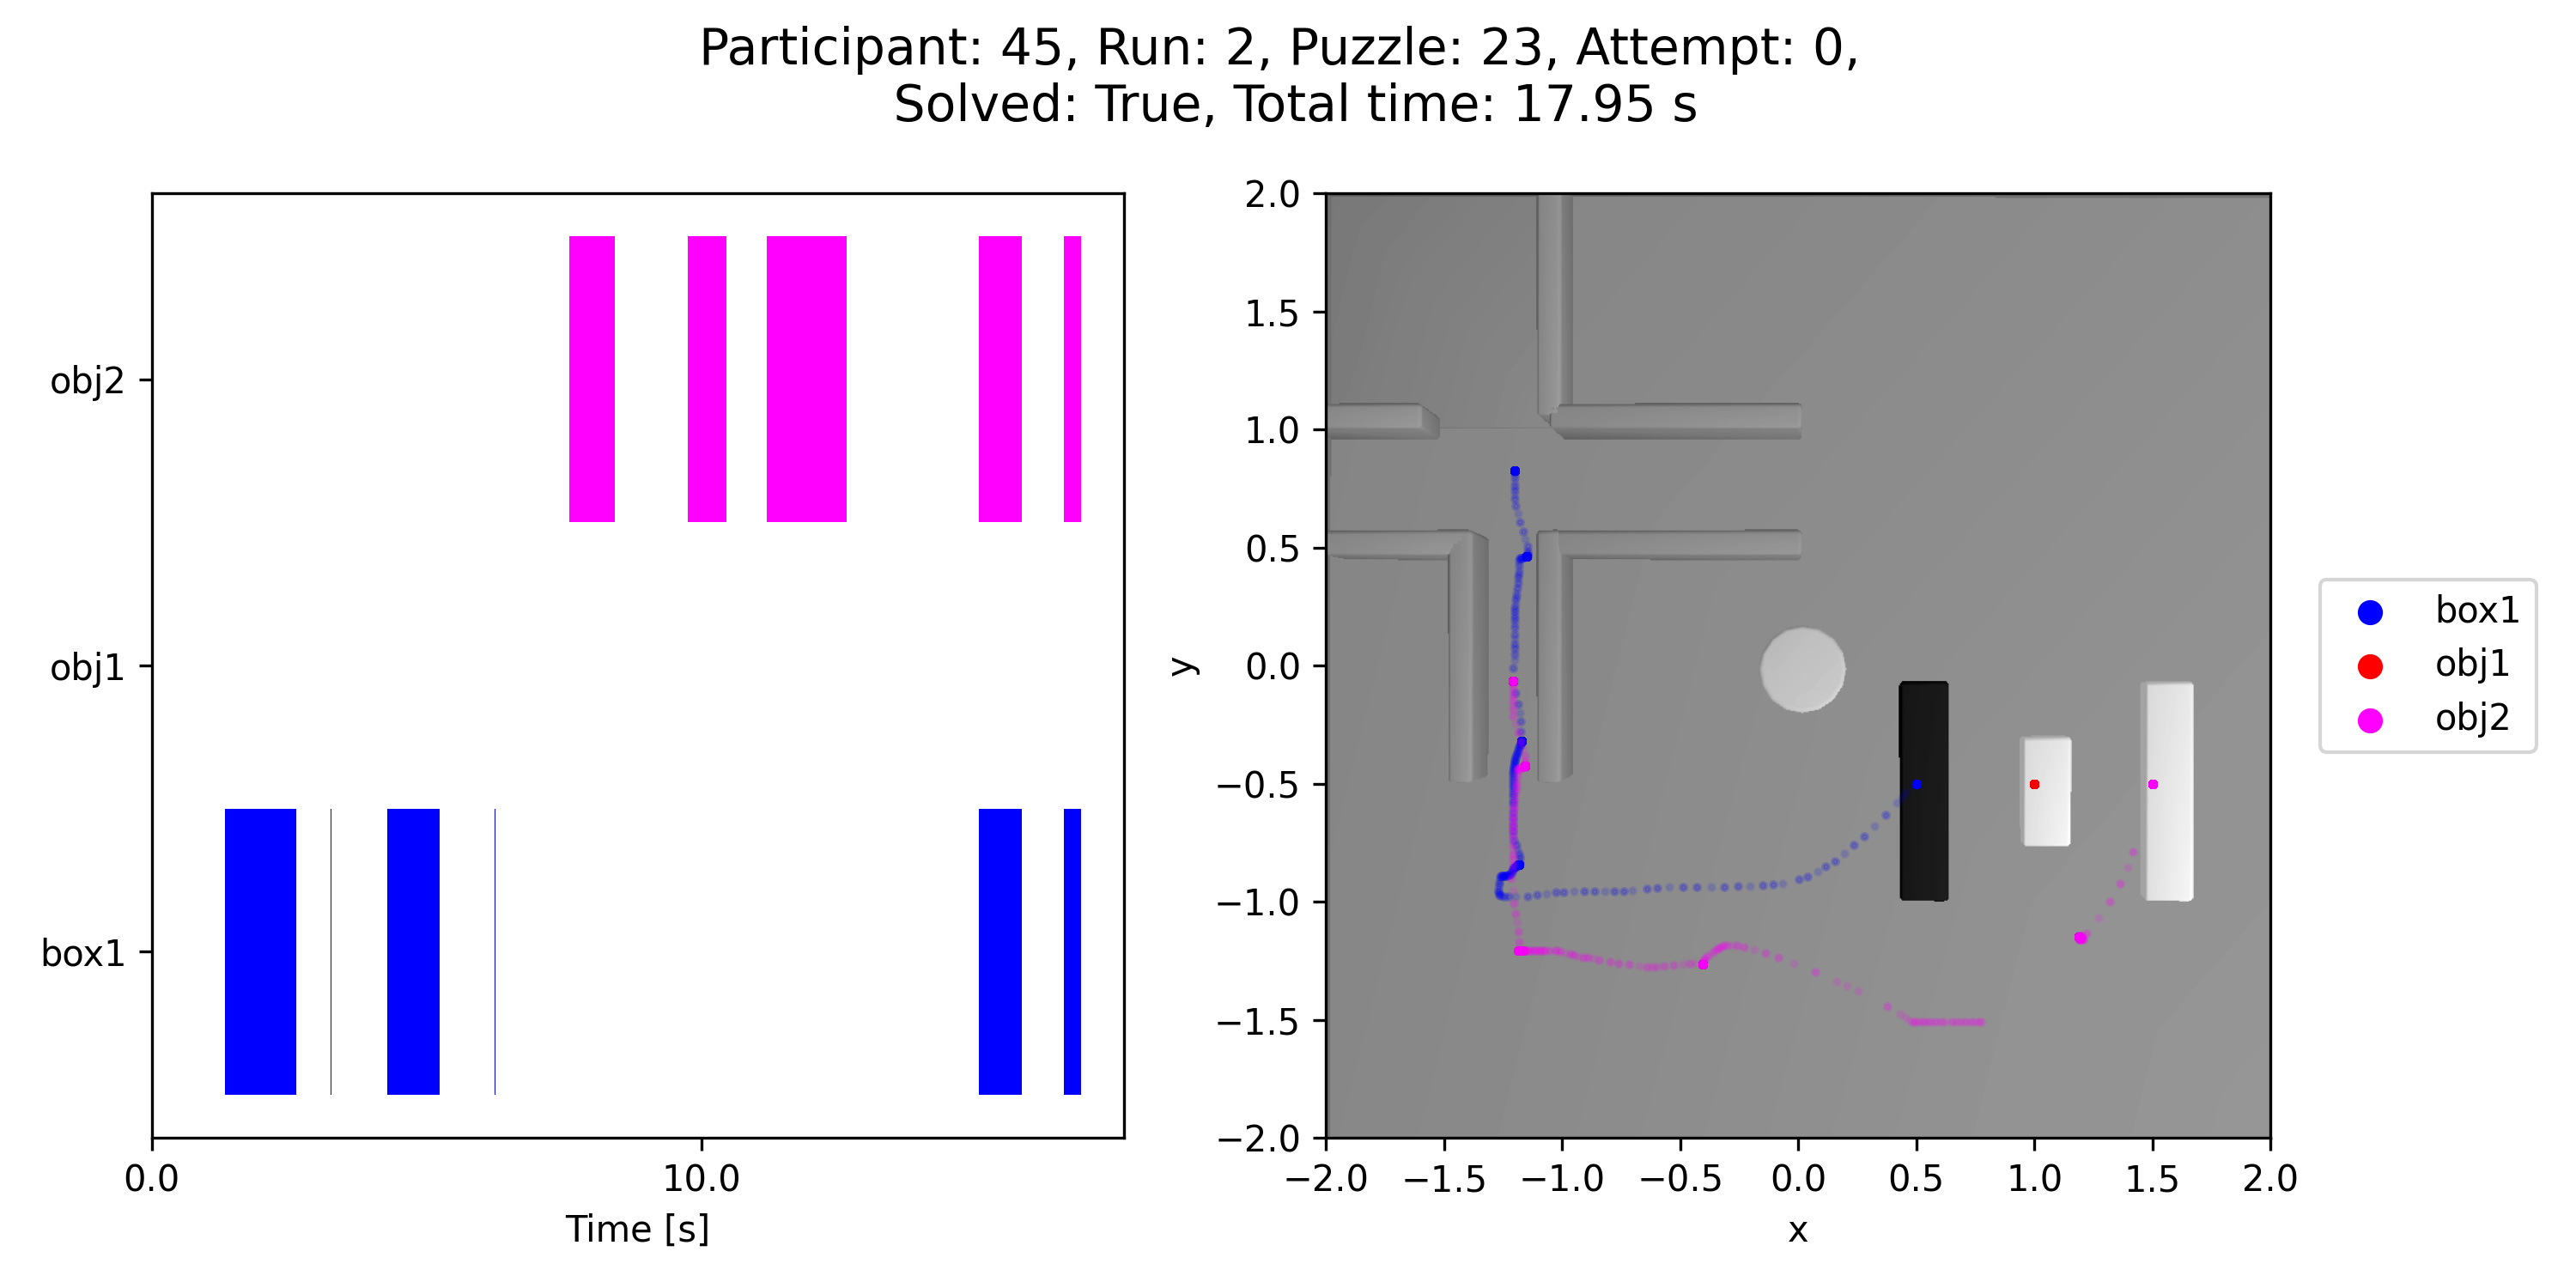 Participant: 45, Run: 2, Puzzle: 23, Attempt: 0,
Solved: True, Total time: 17.95 s
obj2
obj1
box1
0.0 10.0
Time [s]
2.0
1.5
1.0
0.5
0.0
−0.5
−1.0
−1.5
−2.0
y
−2.0 −1.5 −1.0 −0.5 0.0 0.5 1.0 1.5 2.0
x
box1
obj1
obj2